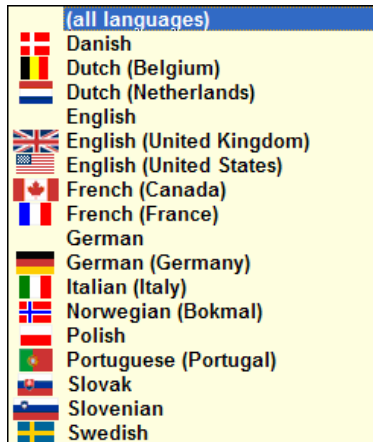 (all languages)
Danish
Dutch (Belgium)
Dutch (Netherlands)
English
English (United Kingdom)
English (United States)
French (Canada)
French (France)
German
German (Germany)
Italian (Italy)
Norwegian (Bokmal)
Polish
Portuguese (Portugal)
Slovak
Slovenian
Swedish